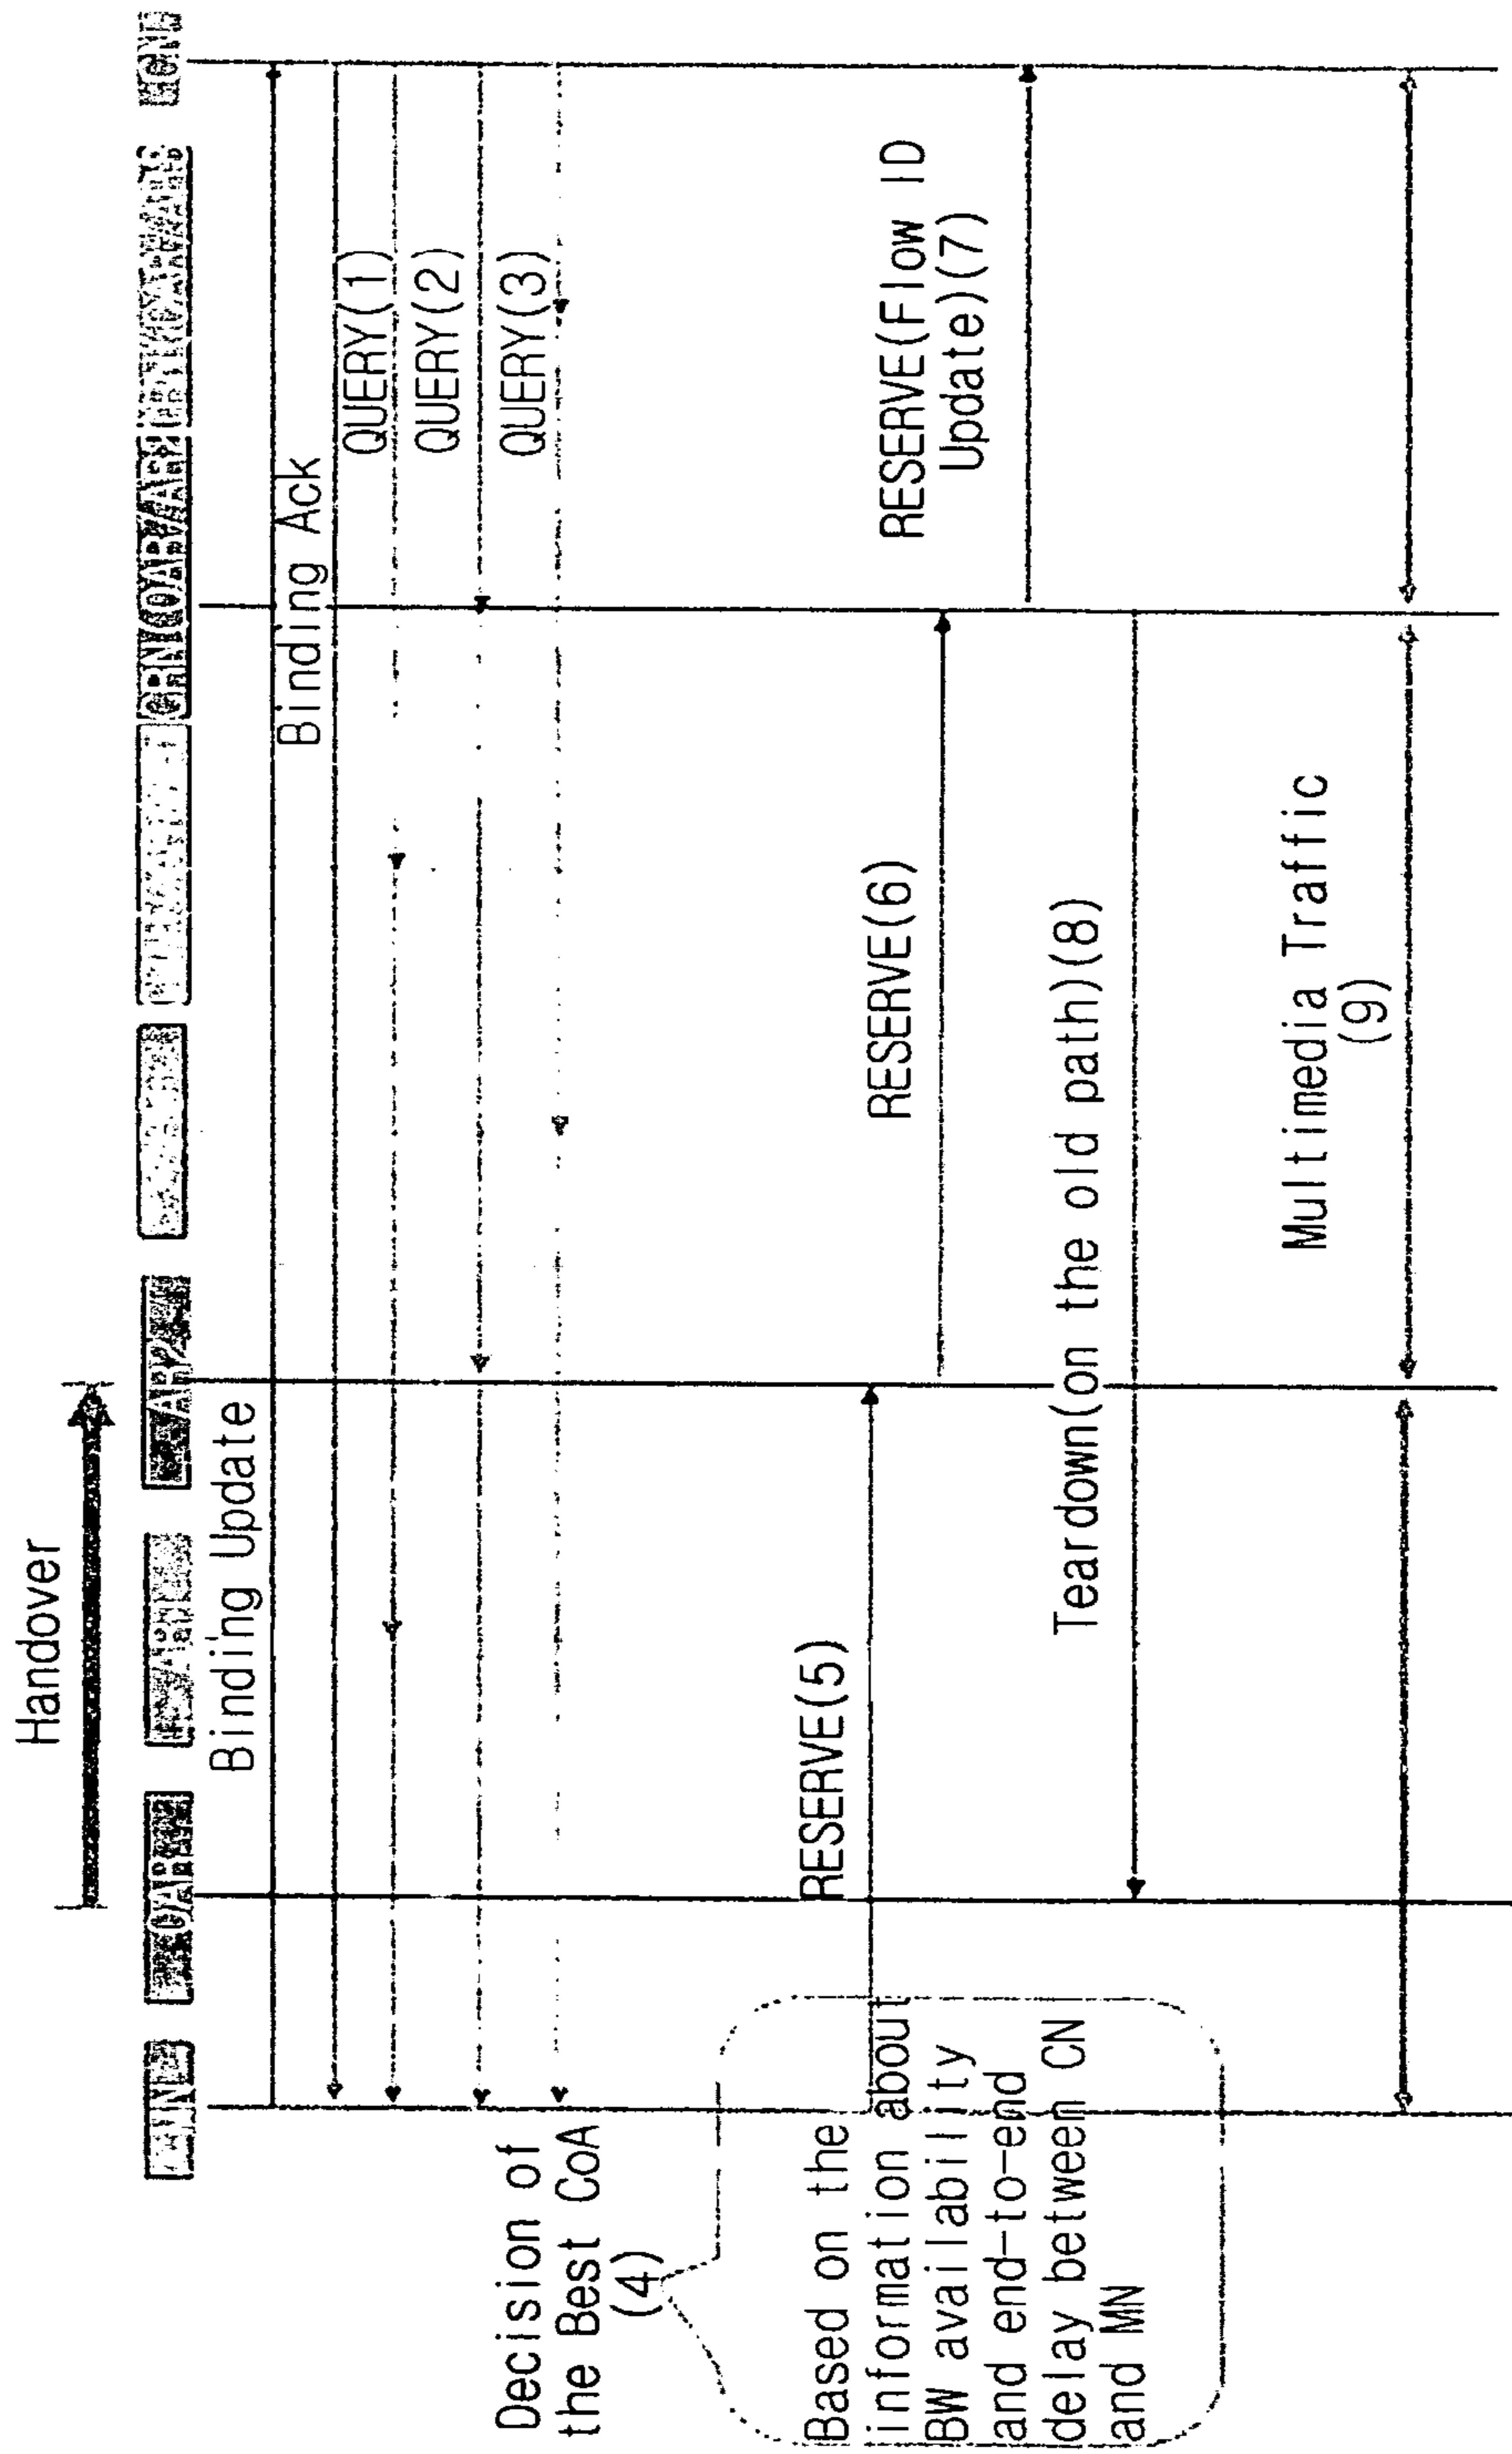 Handover
MN
OAR
Binding Update
Binding Ack
QUERY(1)
QUERY(2)
QUERY(3)
Decision of
the Best CoA
(4)
Based on the
information about
BW availability
and end-to-end
delay between CN
and MN
RESERVE(5)
RESERVE(6)
RESERVE(Flow ID
Update)(7)
Teardown(on the old path)(8)
Multimedia Traffic
(9)